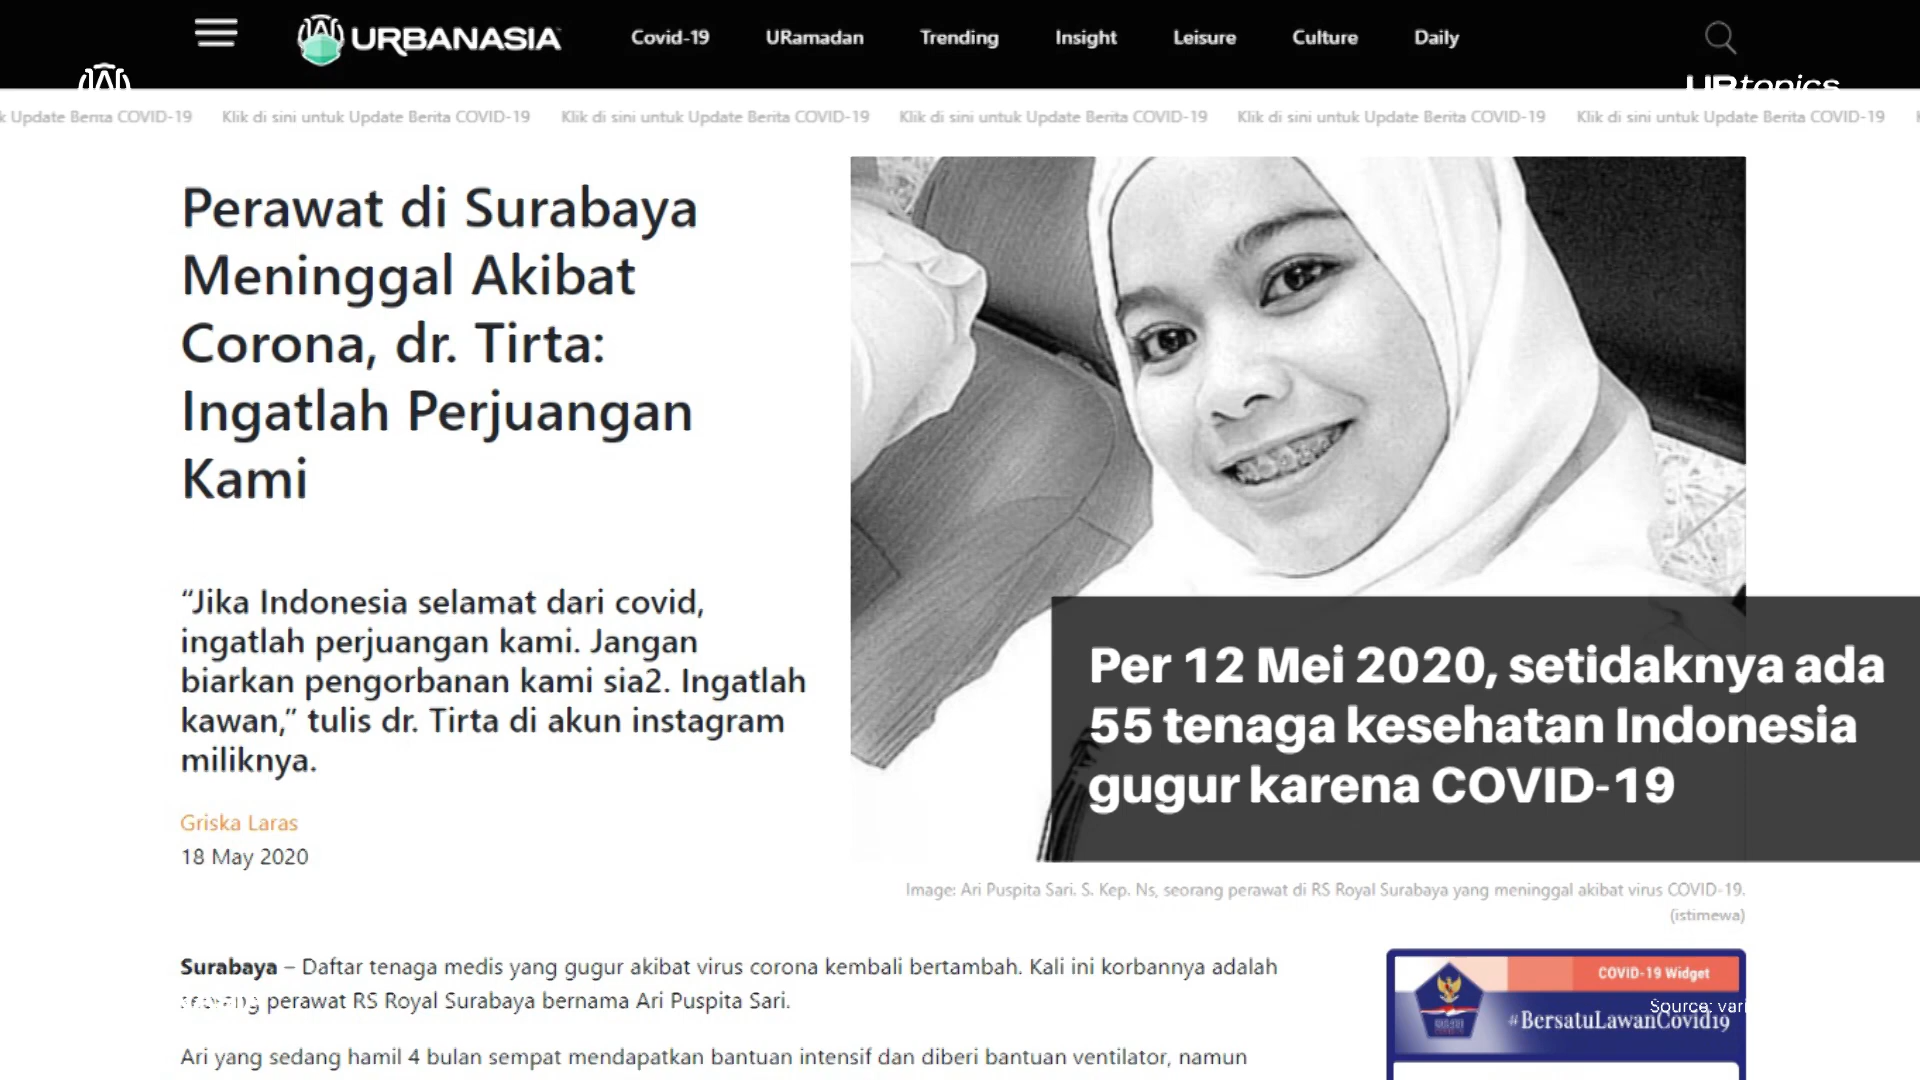 URBANASIA
Covid-19
URamadan
Trending
Insight
Leisure
Culture
Daily
URtopics
k Update Berita COVID-19
Klik di sini untuk Update Berita COVID-19
Klik di sini untuk Update Berita COVID-19
Klik di sini untuk Update Berita COVID-19
Klik di sini untuk Update Berita COVID-19
Klik di sini untuk Update Berita COVID-19
Perawat di Surabaya
Meninggal Akibat
Corona, dr. Tirta:
Ingatlah Perjuangan
Kami
“Jika Indonesia selamat dari covid,
ingatlah perjuangan kami. Jangan
biarkan pengorbanan kami sia2. Ingatlah
kawan,” tulis dr. Tirta di akun instagram
miliknya.
Griska Laras
18 May 2020
Per 12 Mei 2020, setidaknya ada
55 tenaga kesehatan Indonesia
gugur karena COVID-19
Image: Ari Puspita Sari. S. Kep. Ns, seorang perawat di RS Royal Surabaya yang meninggal akibat virus COVID-19.
(istimewa)
Surabaya – Daftar tenaga medis yang gugur akibat virus corona kembali bertambah. Kali ini korbannya adalah
seorang perawat RS Royal Surabaya bernama Ari Puspita Sari.
Ari yang sedang hamil 4 bulan sempat mendapatkan bantuan intensif dan diberi bantuan ventilator, namun
COVID-19 Widget
#BersatuLawanCovid19
Source: vari